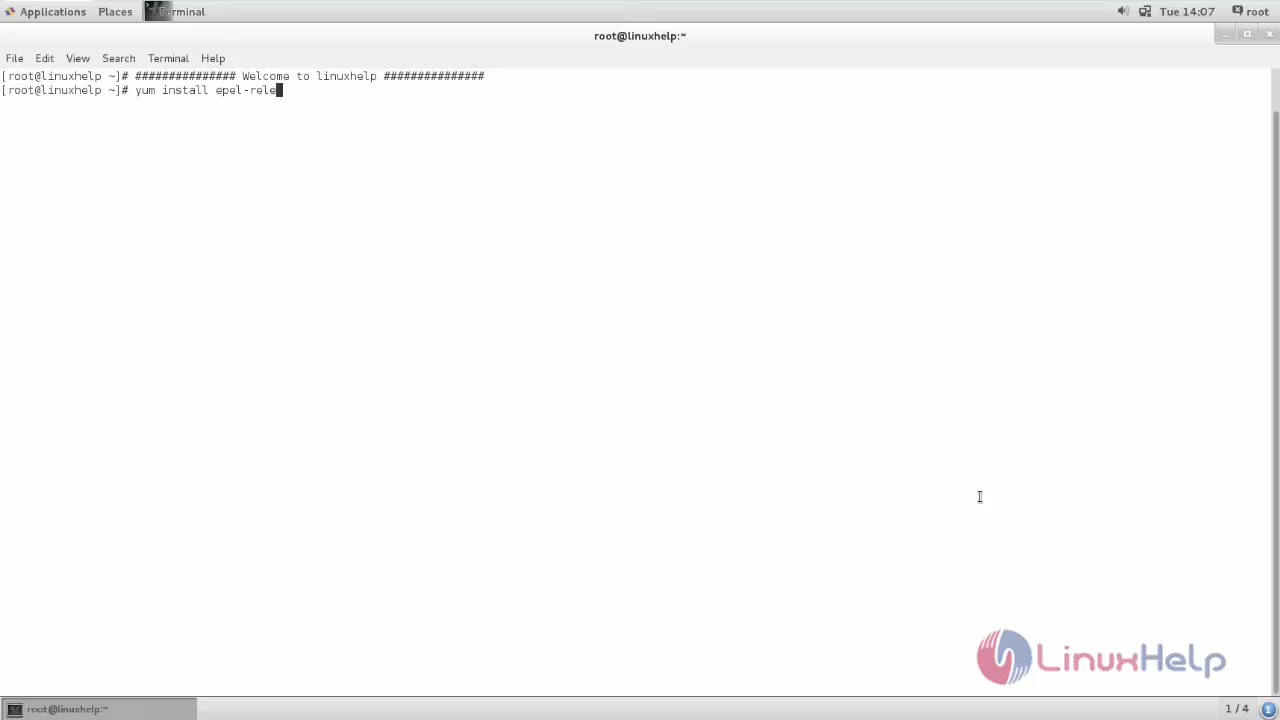 Applications Places Terminal Tue 14:07 root
root@linuxhelp:~
File Edit View Search Terminal Help
[root@linuxhelp ~]# ############### Welcome to linuxhelp ###############
[root@linuxhelp ~]# yum install epel-rele
LinuxHelp
root@linuxhelp:~ 1 / 4 1